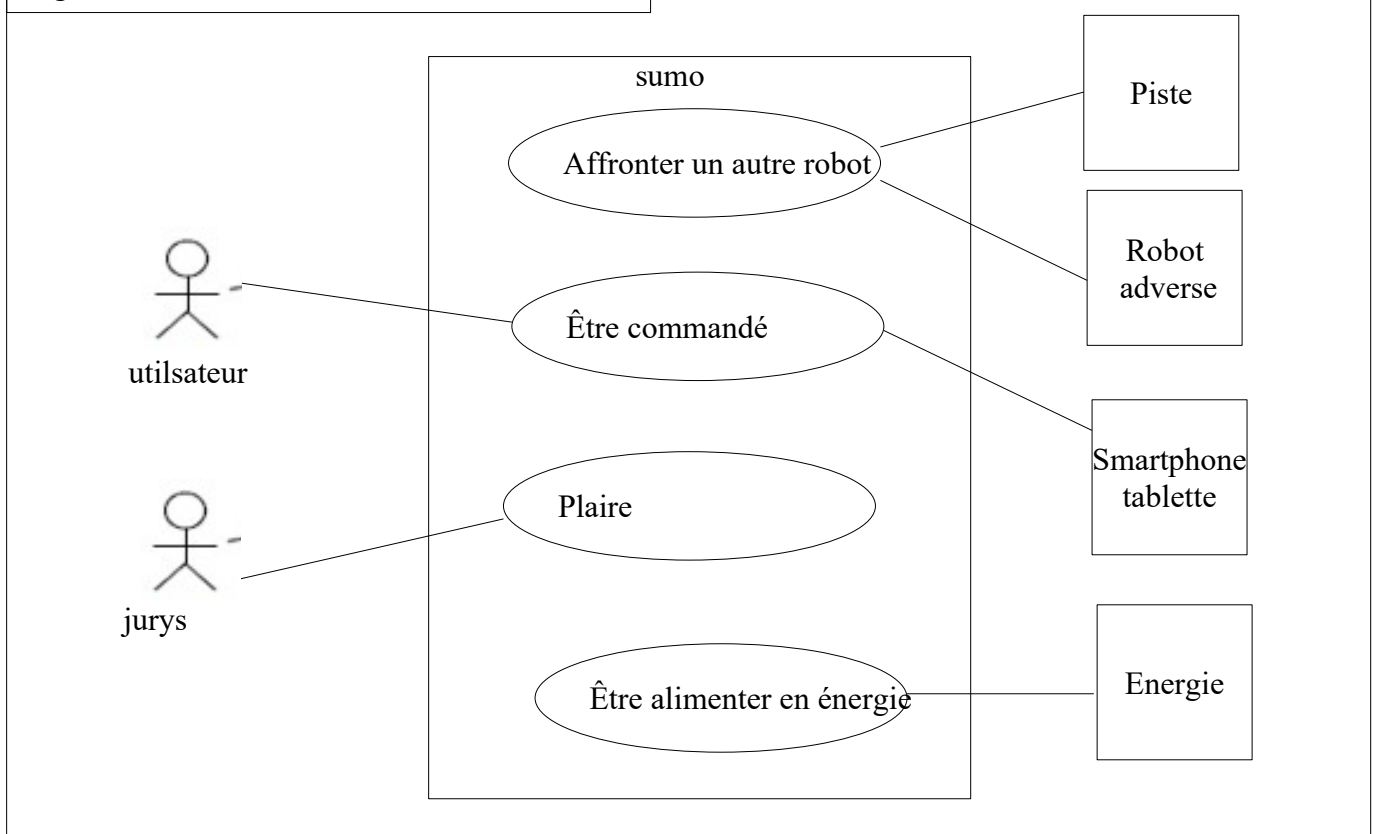 sumo
Piste
Affronter un autre robot
Robot
adverse
Être commandé
utilsateur
Smartphone
tablette
Plaire
jurys
Être alimenter en énergie
Energie